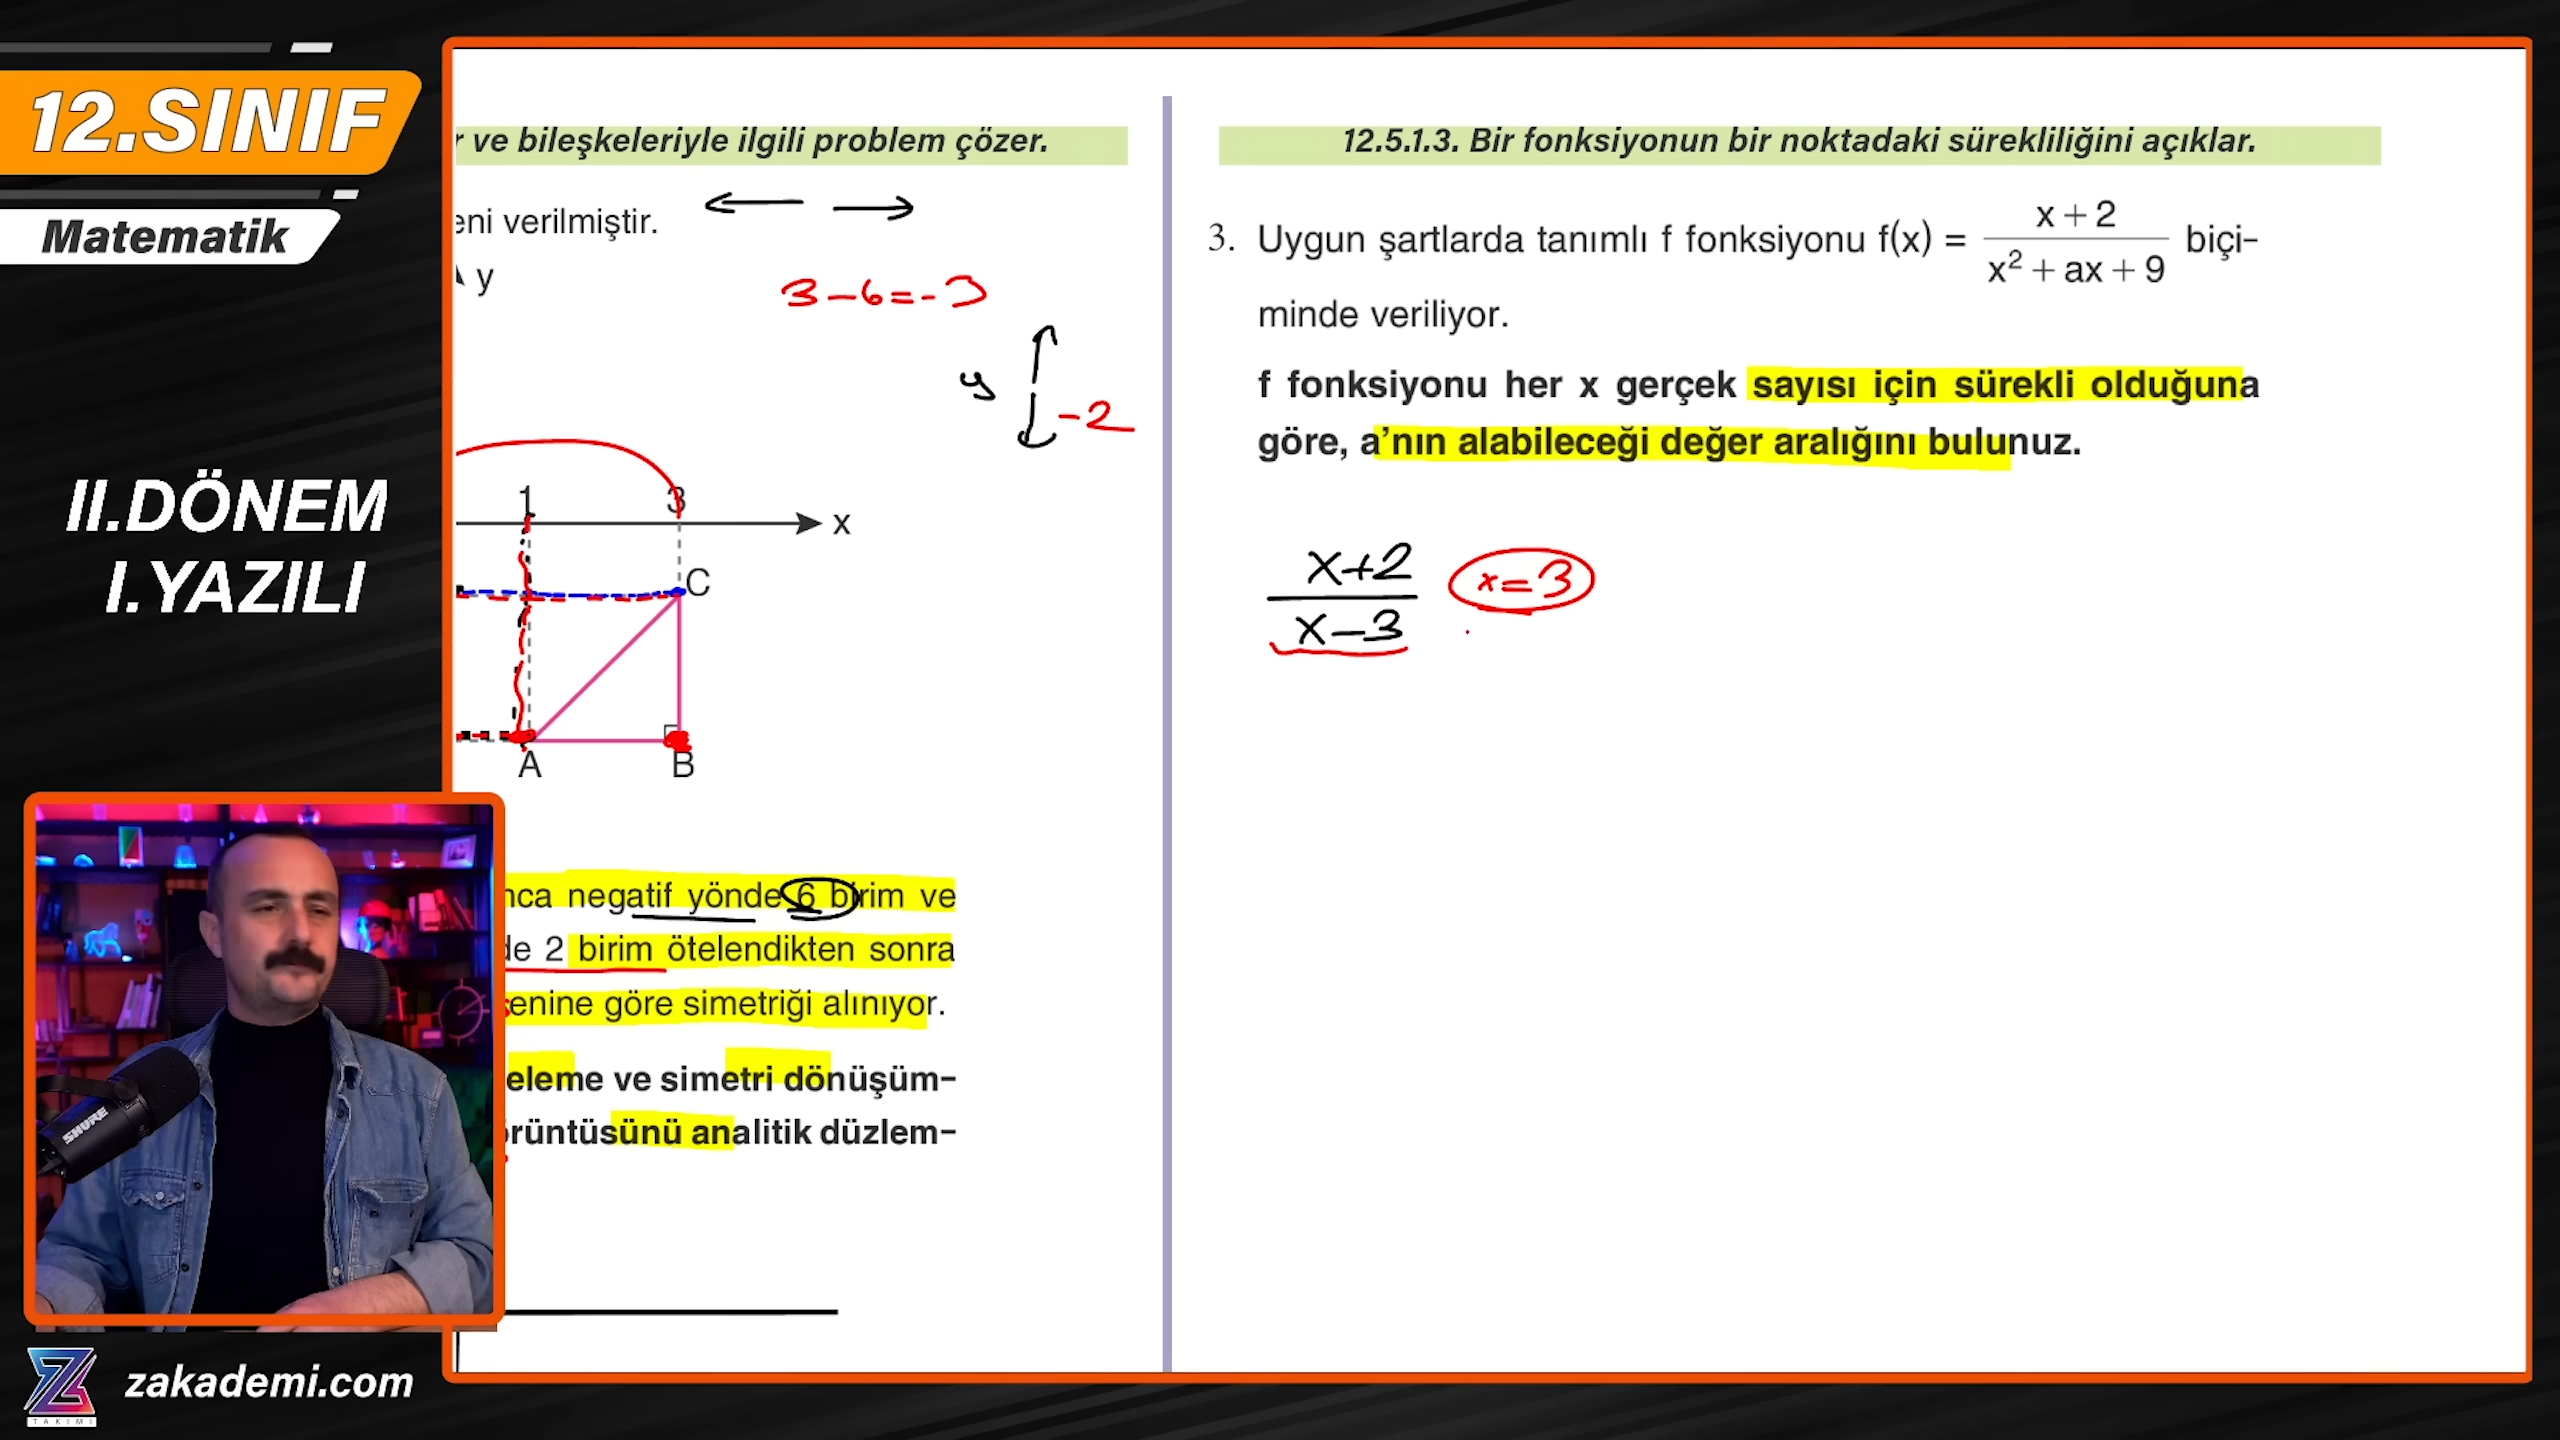 12.SINIF
Matematik
II.DÖNEM
I.YAZILI
r ve bileşkeleriyle ilgili problem çözer.
eni verilmiştir.
y
3-6=-3
y
-2
1
3
x
C
A
B
nca negatif yönde 6 birim ve
de 2 birim ötelendikten sonra
senine göre simetriği alınıyor.
eleme ve simetri dönüşüm-
örüntüsünü analitik düzlem-
12.5.1.3. Bir fonksiyonun bir noktadaki sürekliliğini açıklar.
3. Uygun şartlarda tanımlı f fonksiyonu f(x) = x + 2 / x² + ax + 9 biçi-
minde veriliyor.
f fonksiyonu her x gerçek sayısı için sürekli olduğuna
göre, a'nın alabileceği değer aralığını bulunuz.
x+2
x-3
x=3
SHURE
TAKIMI
zakademi.com